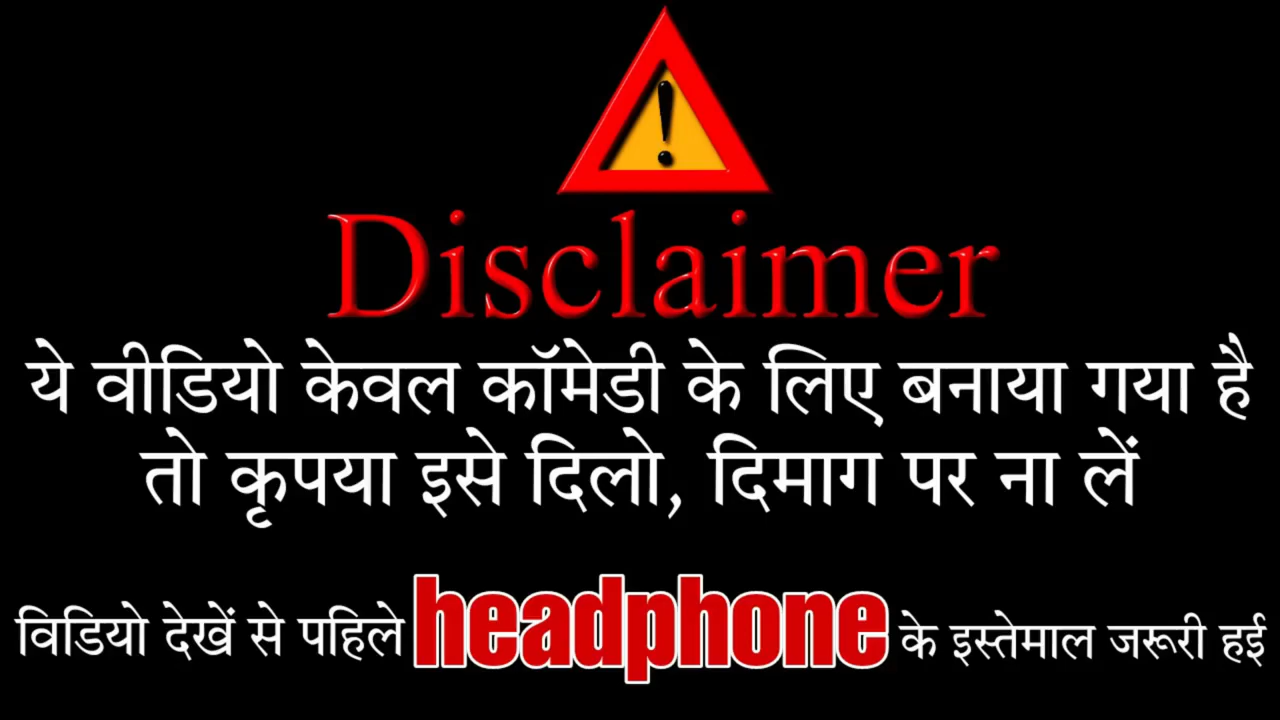 Disclaimer
ये वीडियो केवल कॉमेडी के लिए बनाया गया है
तो कृपया इसे दिलो, दिमाग पर ना लें
विडियो देखें से पहिले headphone के इस्तेमाल जरूरी हई